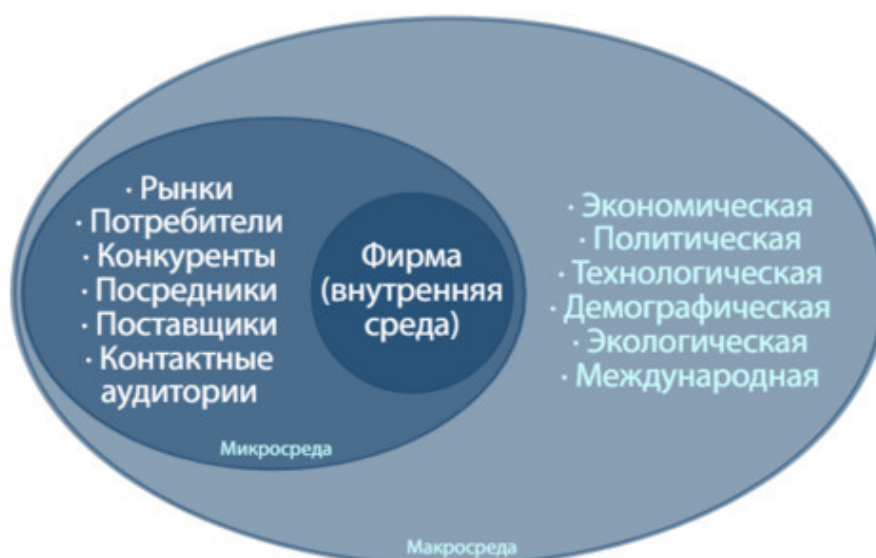 · Рынки
· Потребители
· Конкуренты
· Посредники
· Поставщики
· Контактные
аудитории
Фирма
(внутренняя
среда)
Микросреда
· Экономическая
· Политическая
· Технологическая
· Демографическая
· Экологическая
· Международная
Макросреда